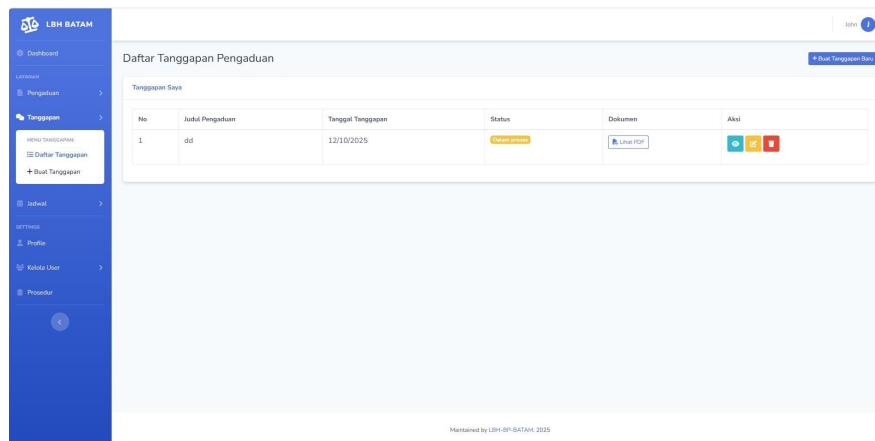 LBH BATAM
John J
Dashboard
Daftar Tanggapan Pengaduan
+ Buat Tanggapan Baru
LAYANAN
Pengaduan
Tanggapan Saya
Tanggapan
No Judul Pengaduan Tanggal Tanggapan Status Dokumen Aksi
1 dd 12/10/2025 Dalam proses Lihat PDF
MENU TANGGAPAN:
Daftar Tanggapan
+ Buat Tanggapan
Jadwal
SETTINGS
Profile
Kelola User
Prosedur
Maintained by LBH-BP-BATAM, 2025